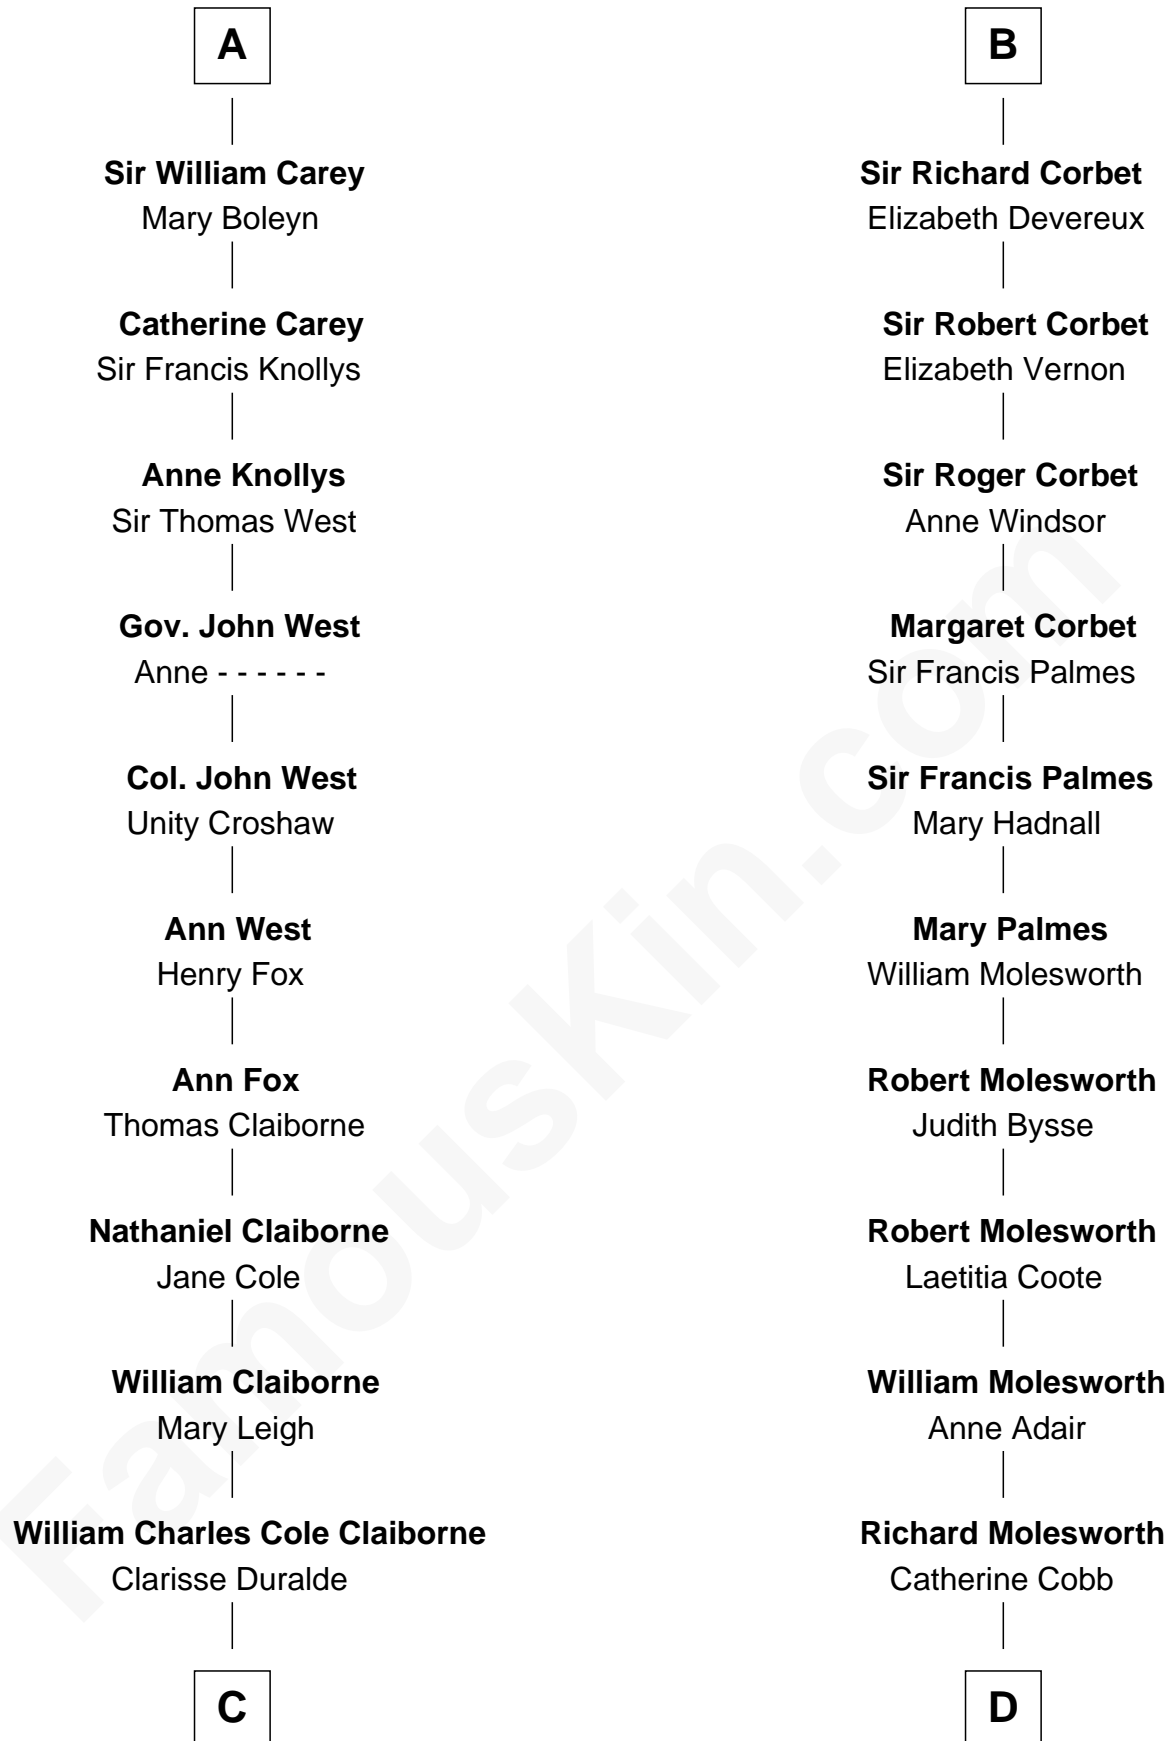 A
Sir William Carey
Mary Boleyn
Catherine Carey
Sir Francis Knollys
Anne Knollys
Sir Thomas West
Gov. John West
Anne - - - - - -
Col. John West
Unity Croshaw
Ann West
Henry Fox
Ann Fox
Thomas Claiborne
Nathaniel Claiborne
Jane Cole
William Claiborne
Mary Leigh
William Charles Cole Claiborne
Clarisse Duralde
C
B
Sir Richard Corbet
Elizabeth Devereux
Sir Robert Corbet
Elizabeth Vernon
Sir Roger Corbet
Anne Windsor
Margaret Corbet
Sir Francis Palmes
Sir Francis Palmes
Mary Hadnall
Mary Palmes
William Molesworth
Robert Molesworth
Judith Bysse
Robert Molesworth
Laetitia Coote
William Molesworth
Anne Adair
Richard Molesworth
Catherine Cobb
D
FamousKin.com